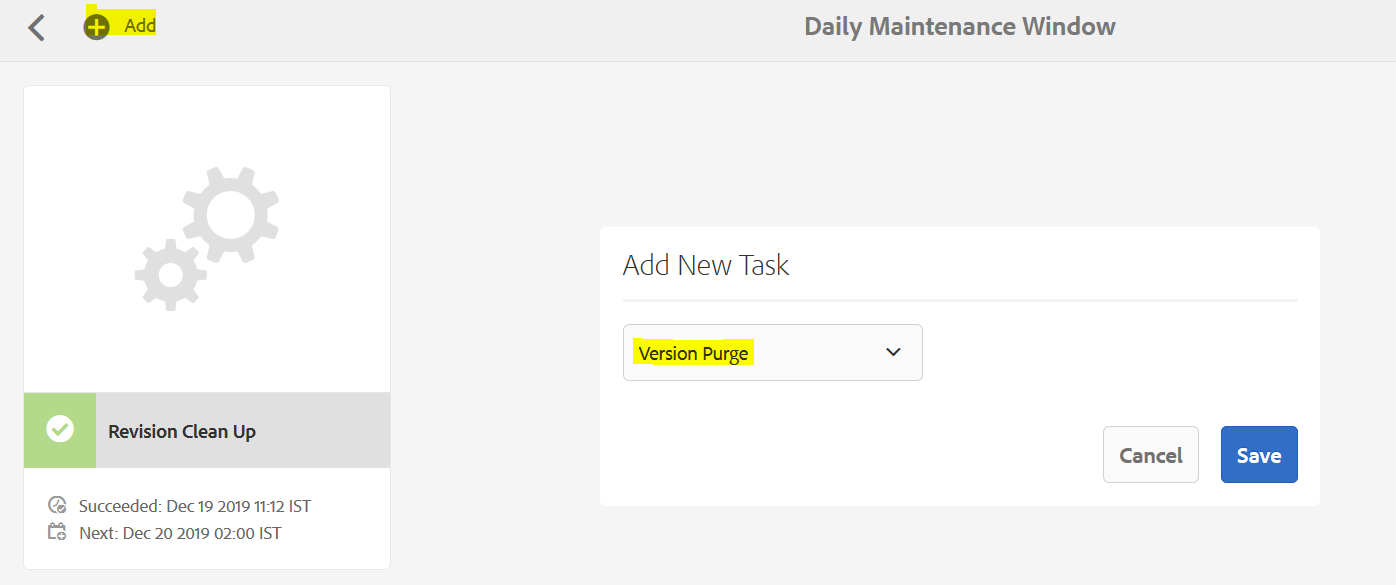 Add
Daily Maintenance Window
Revision Clean Up
Succeeded: Dec 19 2019 11:12 IST
Next: Dec 20 2019 02:00 IST
Add New Task
Version Purge
Cancel
Save